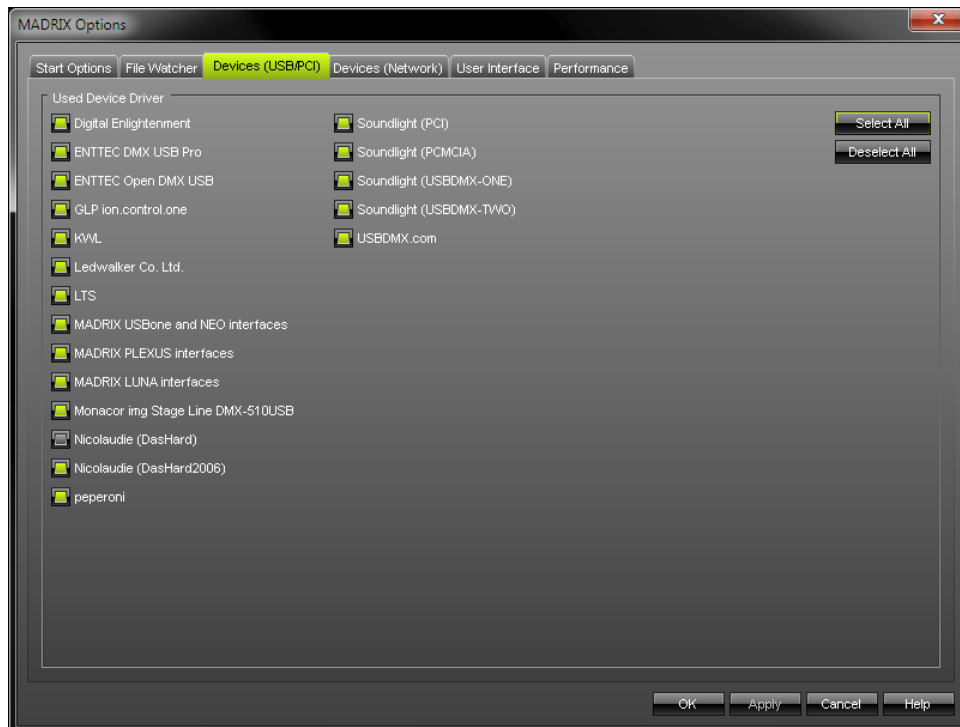 MADRIX Options
Start Options File Watcher Devices (USB/PCI) Devices (Network) User Interface Performance
Used Device Driver
Digital Enlightenment
ENTTEC DMX USB Pro
ENTTEC Open DMX USB
GLP ion.control.one
KWL
Ledwalker Co. Ltd.
LTS
MADRIX USBone and NEO interfaces
MADRIX PLEXUS interfaces
MADRIX LUNA interfaces
Monacor img Stage Line DMX-510USB
Nicolaudie (DasHard)
Nicolaudie (DasHard2006)
peperoni
Soundlight (PCI)
Soundlight (PCMCIA)
Soundlight (USBDMX-ONE)
Soundlight (USBDMX-TWO)
USBDMX.com
Select All
Deselect All
OK Apply Cancel Help